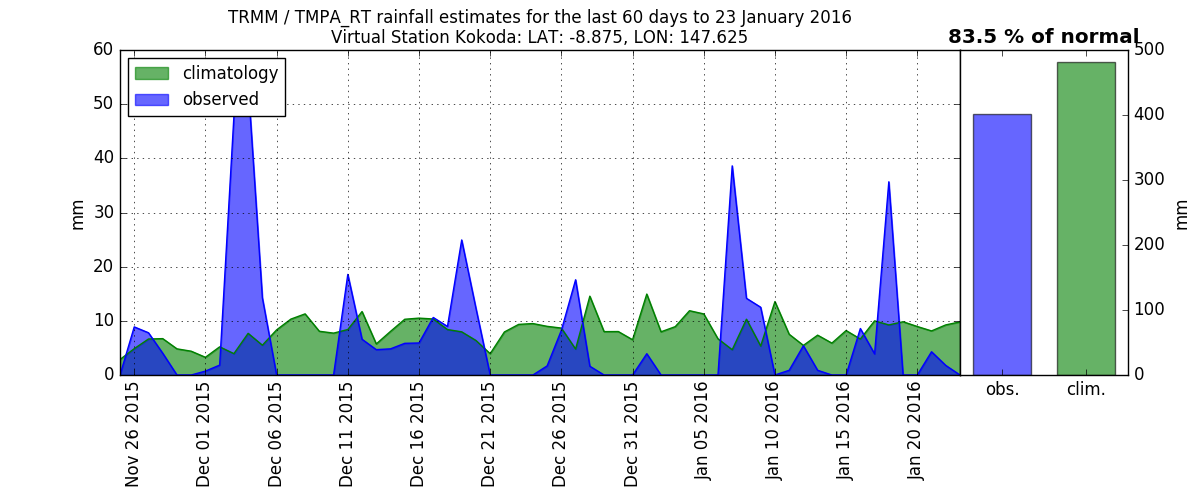 TRMM / TMPA_RT rainfall estimates for the last 60 days to 23 January 2016
Virtual Station Kokoda: LAT: -8.875, LON: 147.625
83.5 % of normal
climatology
observed
60
50
40
30
20
10
0
mm
Nov 26 2015
Dec 01 2015
Dec 06 2015
Dec 11 2015
Dec 16 2015
Dec 21 2015
Dec 26 2015
Dec 31 2015
Jan 05 2016
Jan 10 2016
Jan 15 2016
Jan 20 2016
obs.
clim.
500
400
300
200
100
0
mm